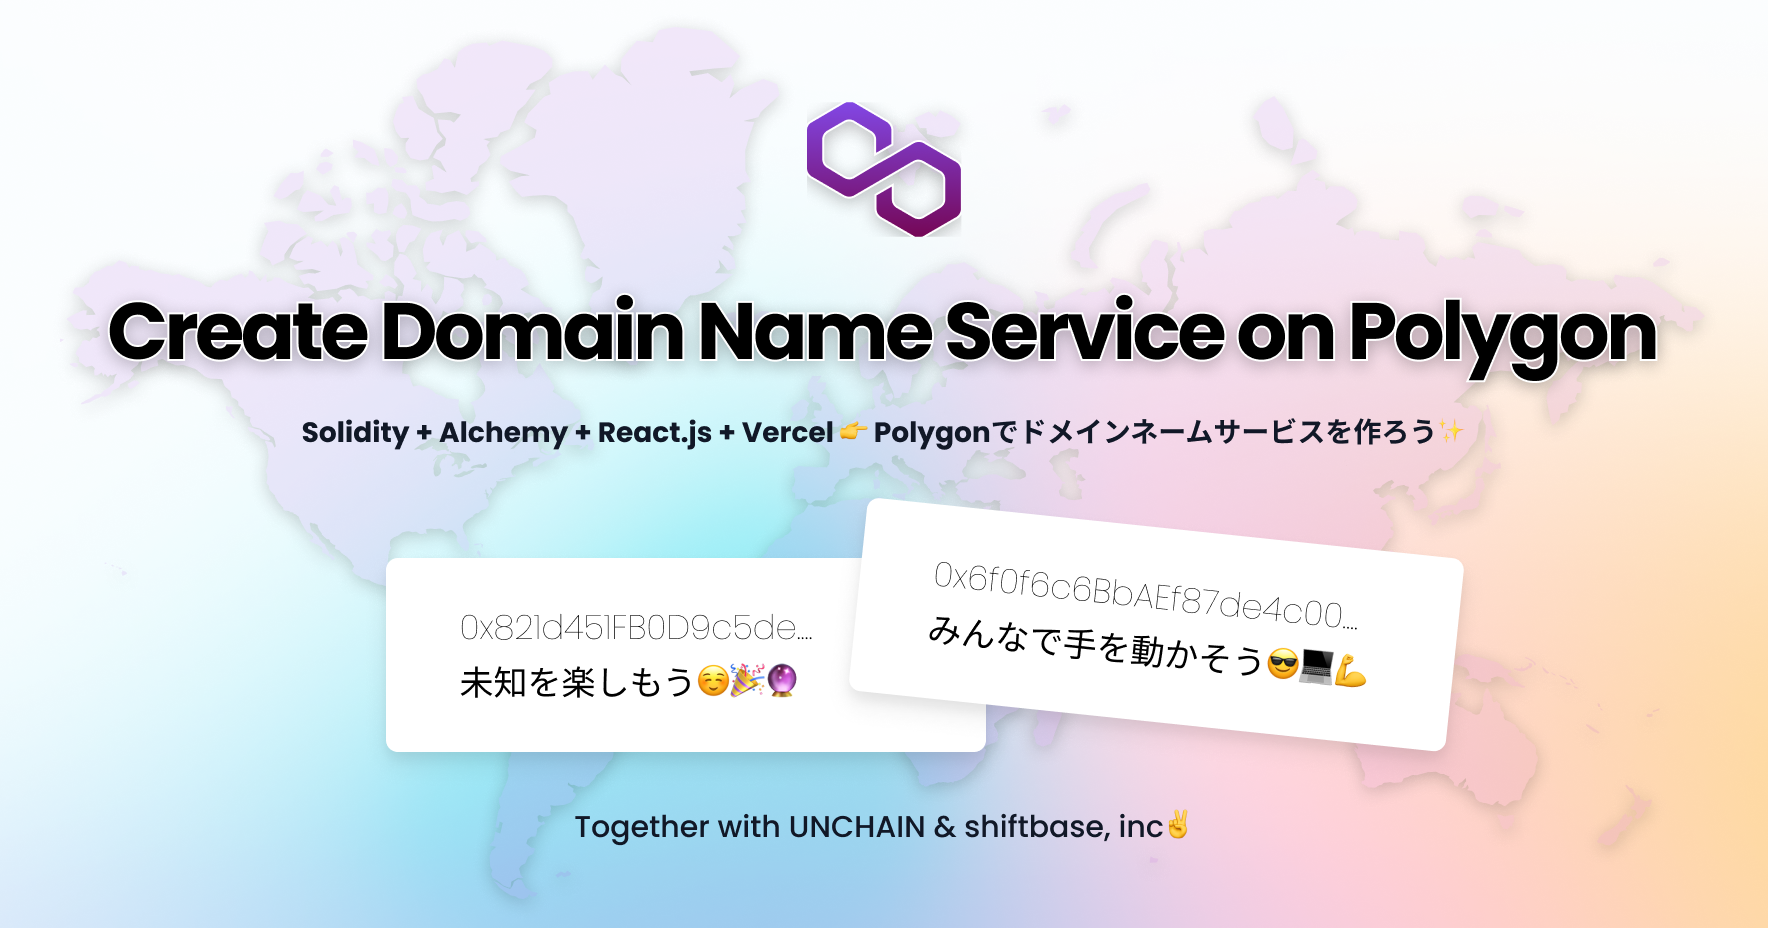 Create Domain Name Service on Polygon
Solidity + Alchemy + React.js + Vercel 👉 Polygonでドメインネームサービスを作ろう✨
0x821d451FB0D9c5de....
未知を楽しもう☺️🎉🔮
0x6f0f6c6BbAEf87de4c00....
みんなで手を動かそう😎💻💪
Together with UNCHAIN & shiftbase, inc✌️